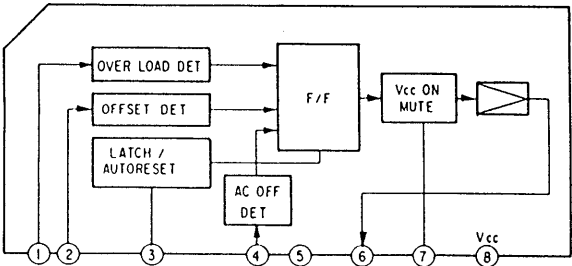 OVER LOAD DET
OFFSET DET
LATCH /
AUTORESET
F/F
Vcc ON
MUTE
AC OFF
DET
Vcc
1 2 3 4 5 6 7 8